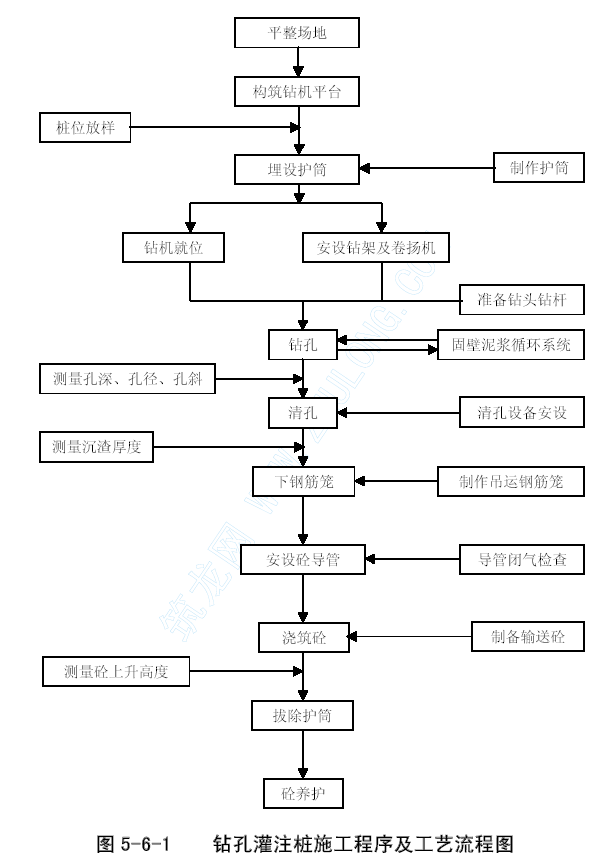 平整场地
构筑钻机平台
桩位放样
埋设护筒
制作护筒
钻机就位
安设钻架及卷扬机
准备钻头钻杆
钻孔
固壁泥浆循环系统
测量孔深、孔径、孔斜
清孔
清孔设备安设
测量沉渣厚度
下钢筋笼
制作吊运钢筋笼
安设砼导管
导管闭气检查
浇筑砼
制备输送砼
测量砼上升高度
拔除护筒
砼养护
筑龙网 WWW.ZHULONG.COM
图 5-6-1 钻孔灌注桩施工程序及工艺流程图